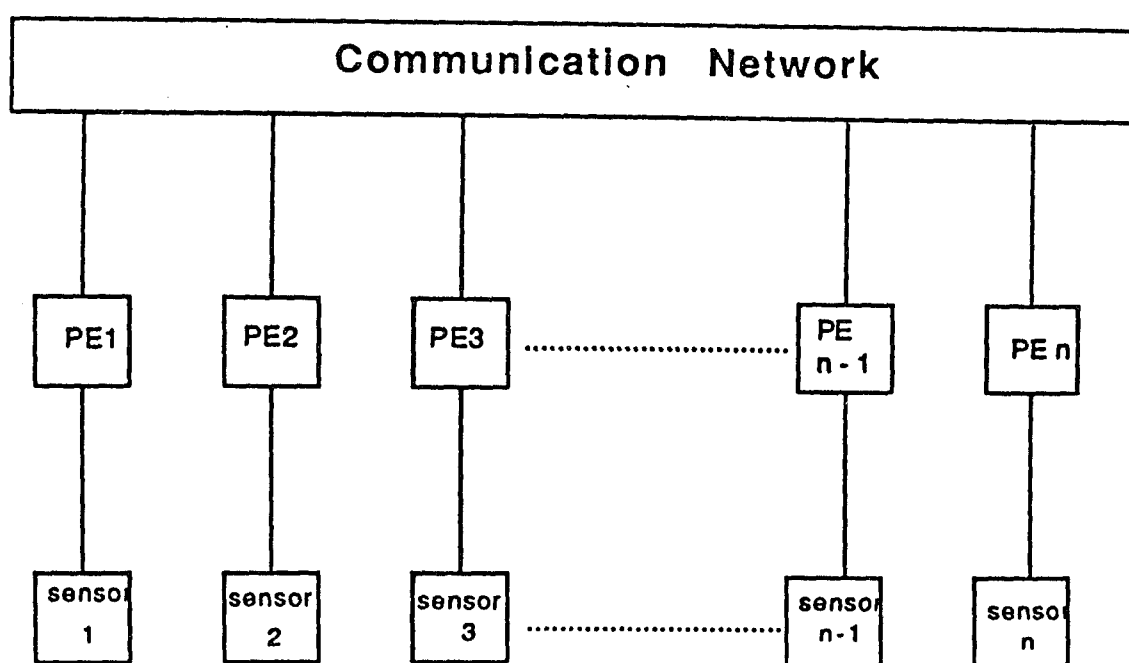 Communication Network
PE1
PE2
PE3
PE
n-1
PE n
sensor
1
sensor
2
sensor
3
sensor
n-1
sensor
n